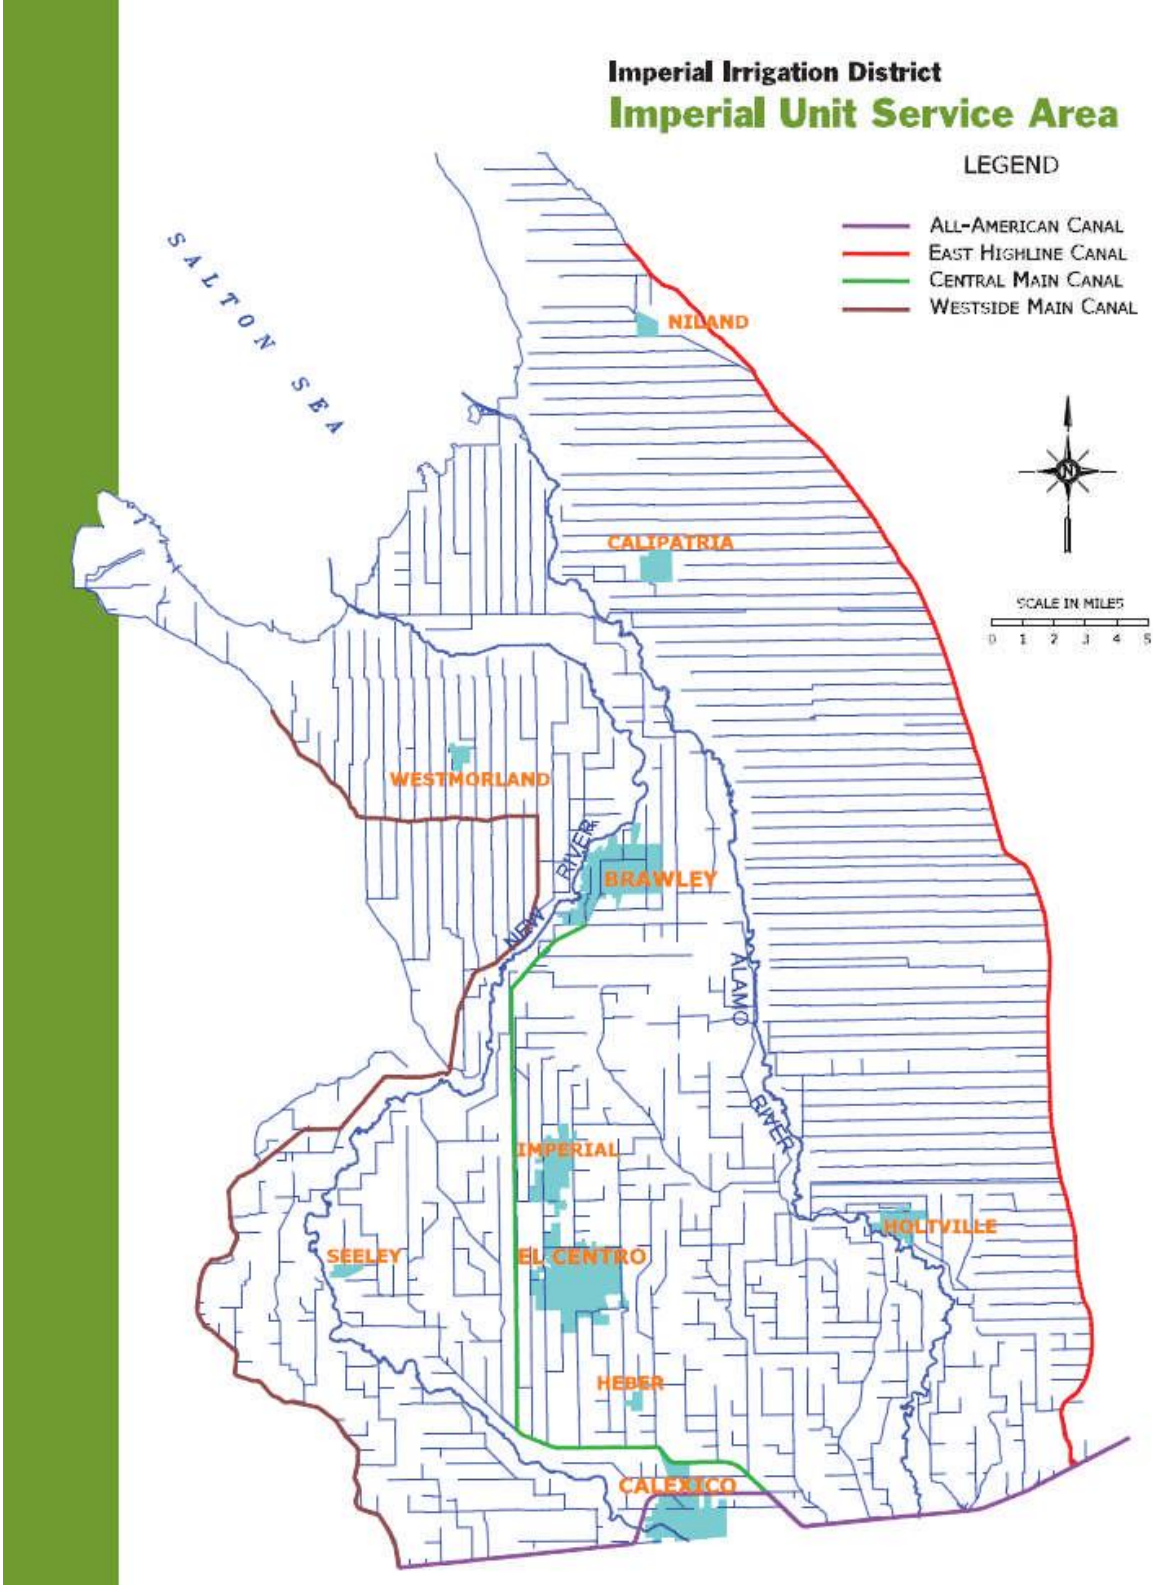 Imperial Irrigation District
Imperial Unit Service Area
LEGEND
ALL-AMERICAN CANAL
EAST HIGHLINE CANAL
CENTRAL MAIN CANAL
WESTSIDE MAIN CANAL
SALTON SEA
NILAND
N
CALIPATRIA
SCALE IN MILES
0 1 2 3 4 5
WESTMORLAND
NEW RIVER
BRAWLEY
ALAMO RIVER
IMPERIAL
HOLTVILLE
SEELEY
EL CENTRO
HEBER
CALEXICO